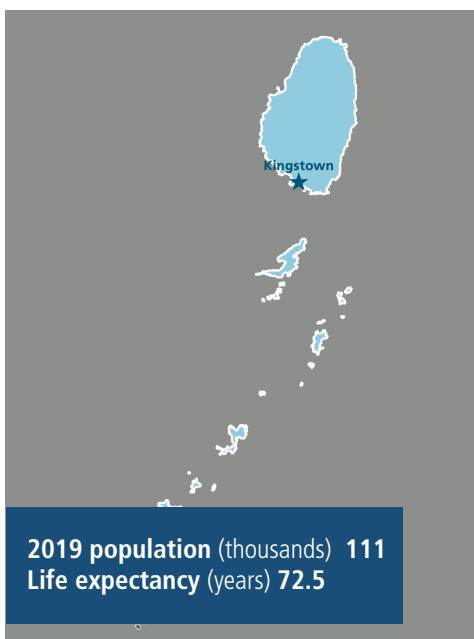 Kingstown
2019 population (thousands) 111
Life expectancy (years) 72.5